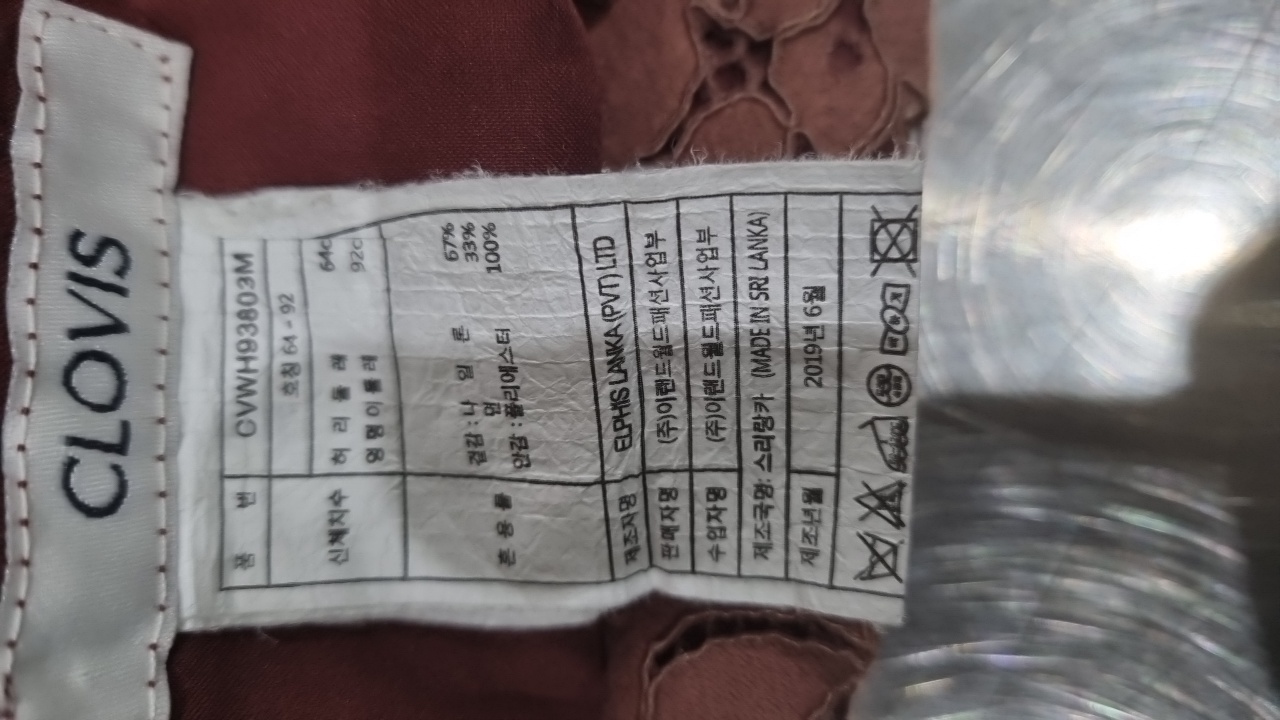 CLOVIS
품 번 CVWH93803M
호칭 64 - 92
신체치수 허 리 둘 레 64c
엉 덩 이 둘 레 92c
혼 용 률 겉감 : 나 일 론 67%
면 33%
안감 : 폴리에스터 100%
제조자명 ELPHIS LANKA (PVT) LTD
판매자명 (주)이랜드월드패션사업부
수입자명 (주)이랜드월드패션사업부
제조국명: 스리랑카 (MADE IN SRI LANKA)
제조년월 2019년 6월